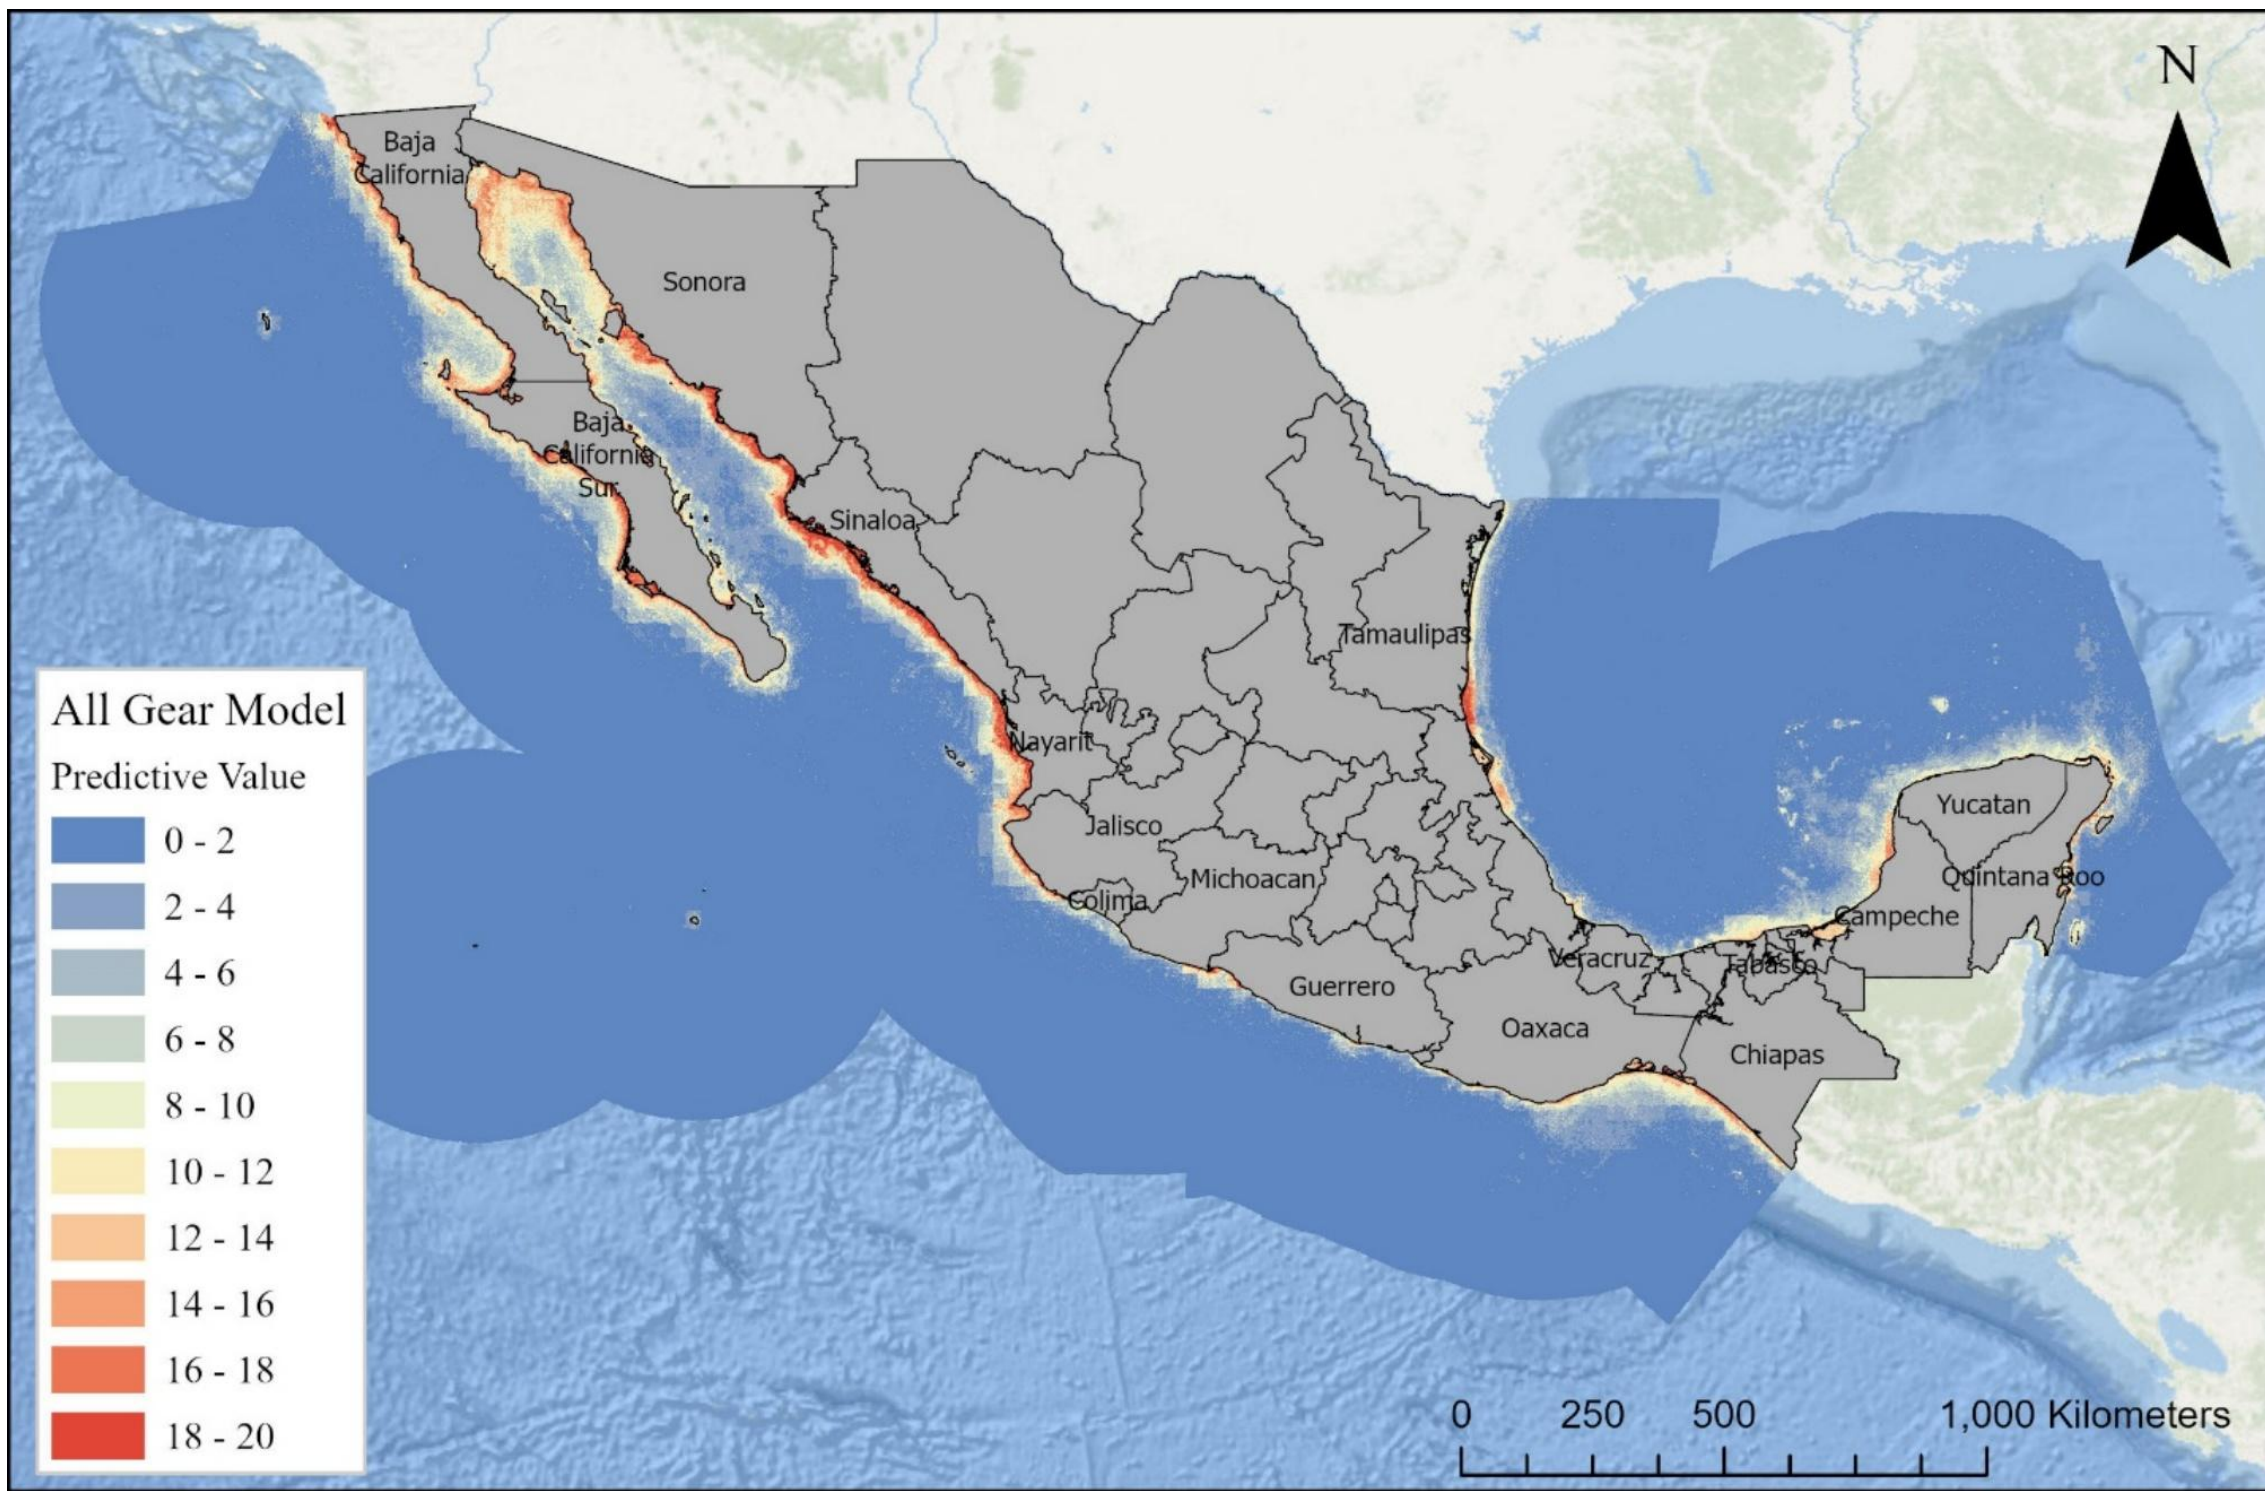 N
Baja
California
Sonora
Baja
California
Sur
Sinaloa
Tamaulipas
Nayarit
Jalisco
Yucatan
Michoacan
Quintana Roo
Colima
Campeche
Veracruz
Tabasco
Guerrero
Oaxaca
Chiapas
All Gear Model
Predictive Value
0 - 2
2 - 4
4 - 6
6 - 8
8 - 10
10 - 12
12 - 14
14 - 16
16 - 18
18 - 20
0 250 500 1,000 Kilometers